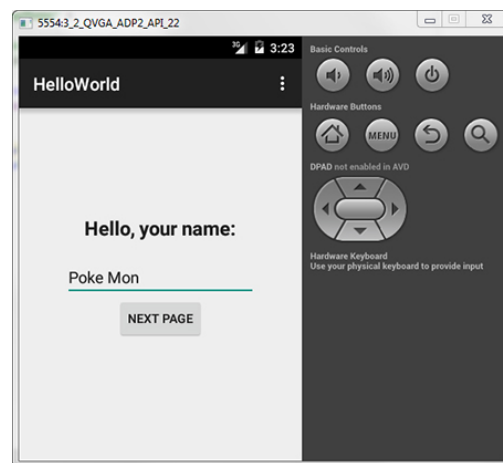 5554:3_2_QVGA_ADP2_API_22
3G 3:23
HelloWorld
Hello, your name:
Poke Mon
NEXT PAGE
Basic Controls
Hardware Buttons
MENU
DPAD not enabled in AVD
Hardware Keyboard
Use your physical keyboard to provide input